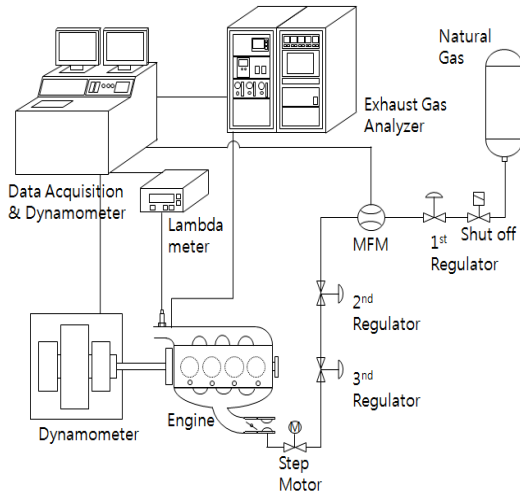 Natural
Gas
Exhaust Gas
Analyzer
Data Acquisition
& Dynamometer
Lambda
meter
MFM
1st
Regulator
Shut off
2nd
Regulator
3rd
Regulator
Dynamometer
Engine
M
Step
Motor